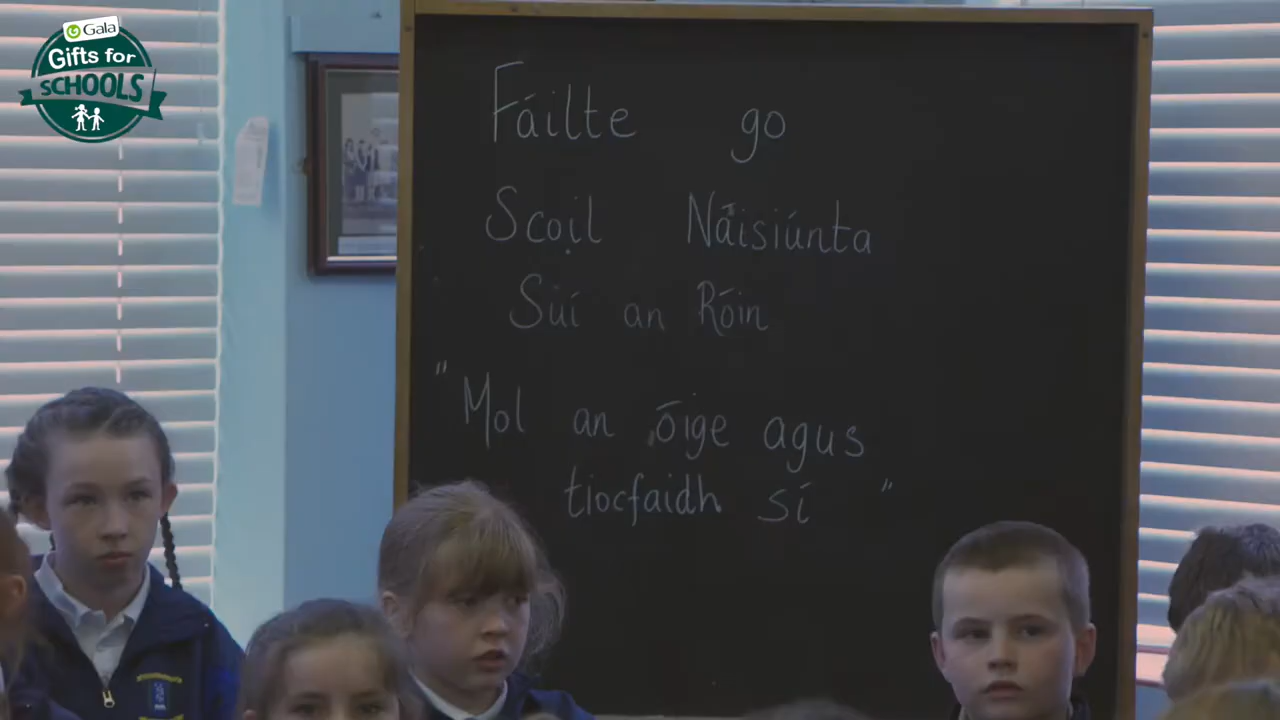 Gala
Gifts for
SCHOOLS
Fáilte go
Scoil Náisiúnta
Suí an Róin
"Mol an óige agus
tiocfaidh sí"